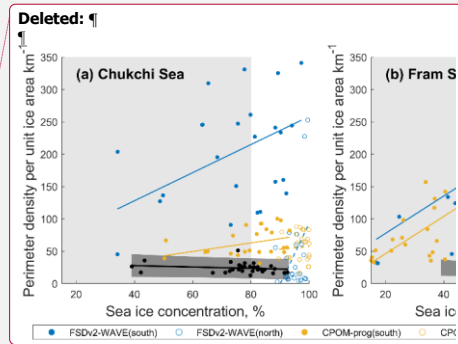 Deleted: ¶
¶
(a) Chukchi Sea
Perimeter density per unit ice area km-1
350
300
250
200
150
100
50
0
20 40 60 80 100
Sea ice concentration, %
(b) Fram S
Perimeter density per unit ice area km-1
350
300
250
200
150
100
50
0
20 40
Sea ice
FSDv2-WAVE(south) FSDv2-WAVE(north) CPOM-prog(south) CPO